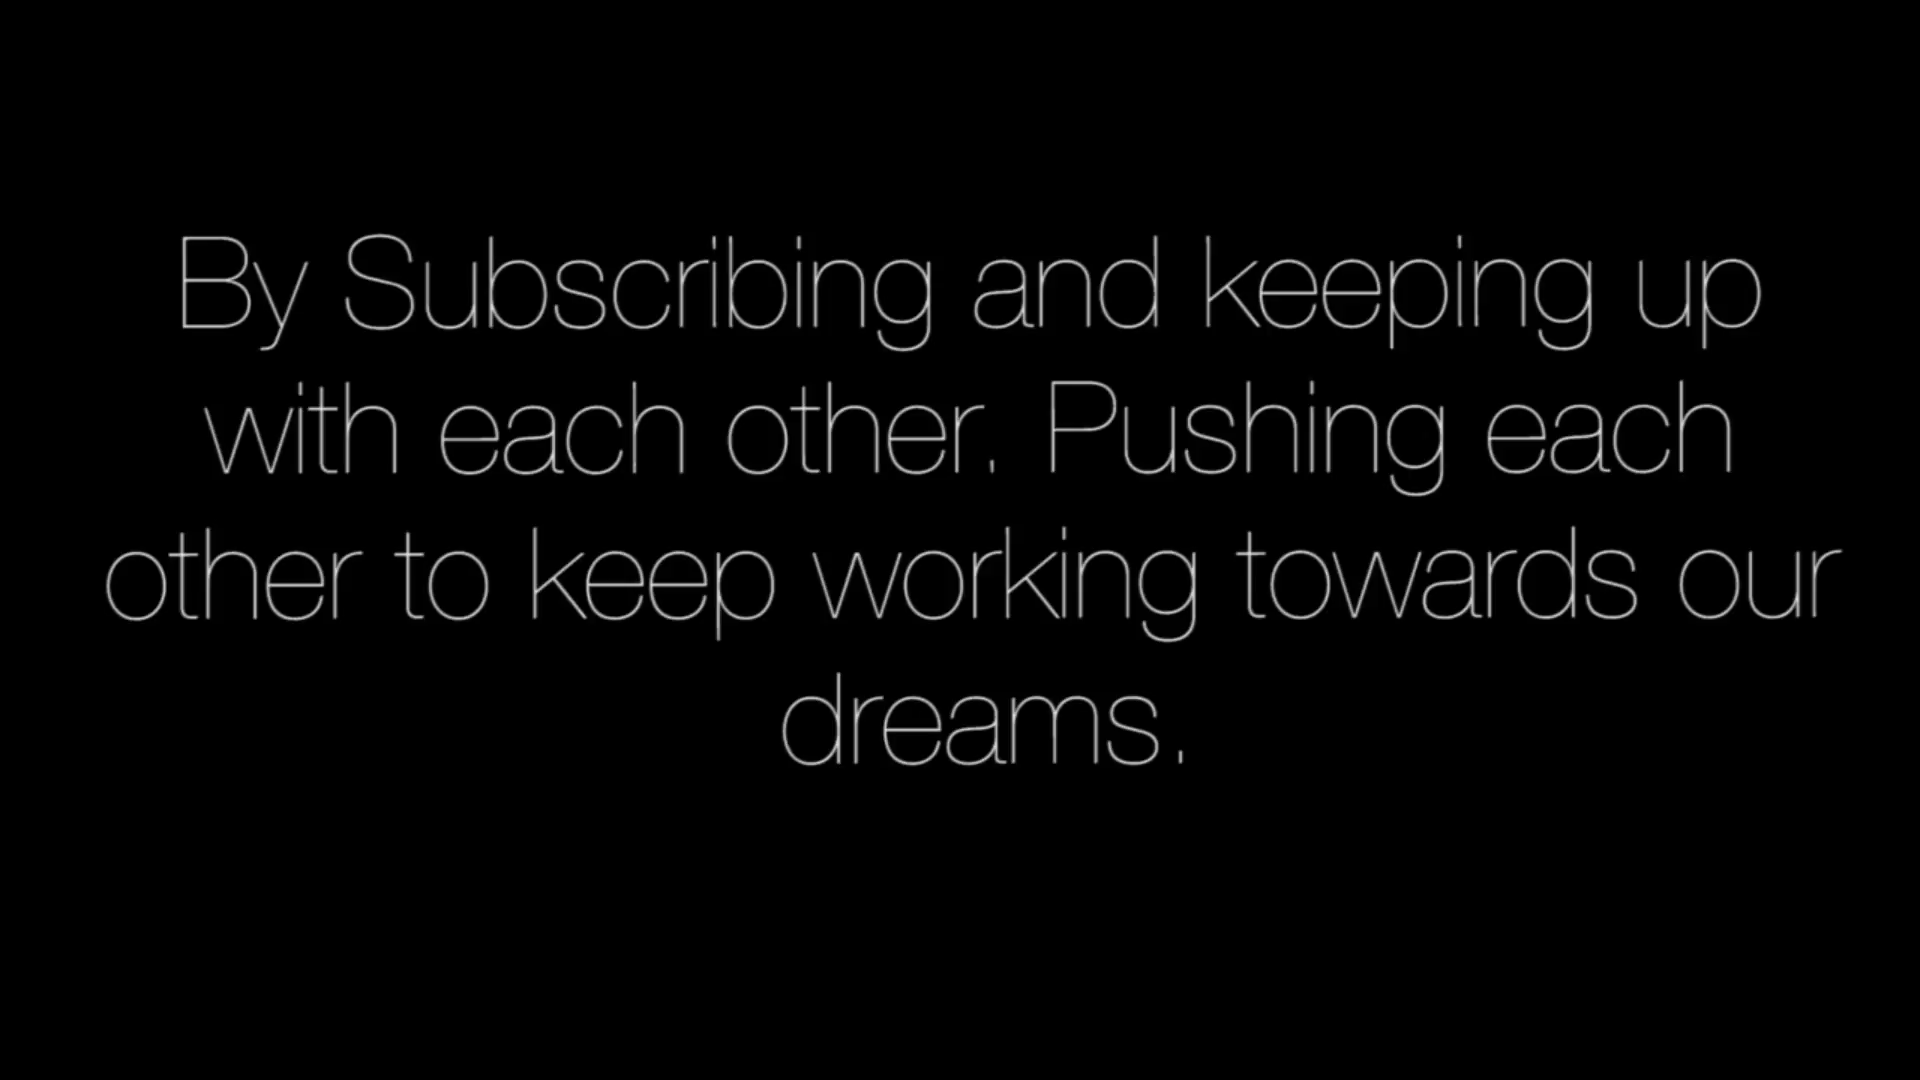 By Subscribing and keeping up
with each other. Pushing each
other to keep working towards our
dreams.